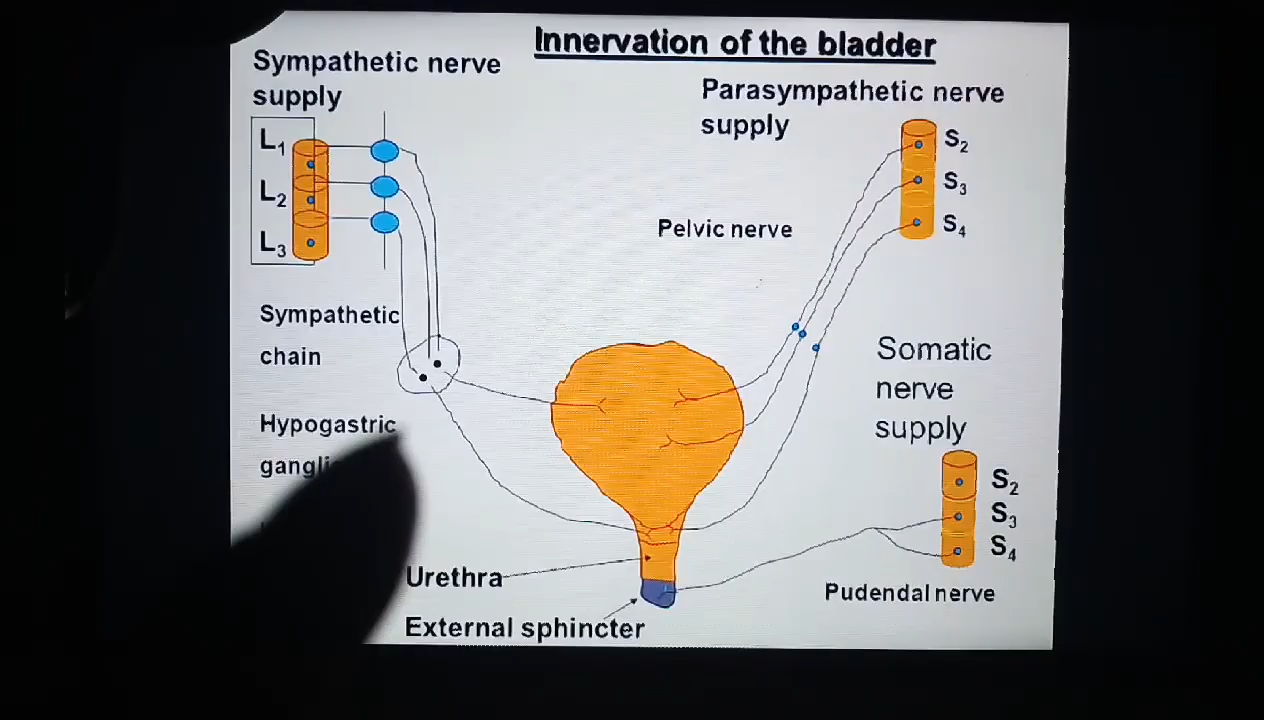 Innervation of the bladder
Sympathetic nerve
supply
L1
L2
L3
Sympathetic
chain
Hypogastric
Parasympathetic nerve
supply
S2
S3
S4
Pelvic nerve
Somatic
nerve
supply
S2
S3
S4
Pudendal nerve
Urethra
External sphincter